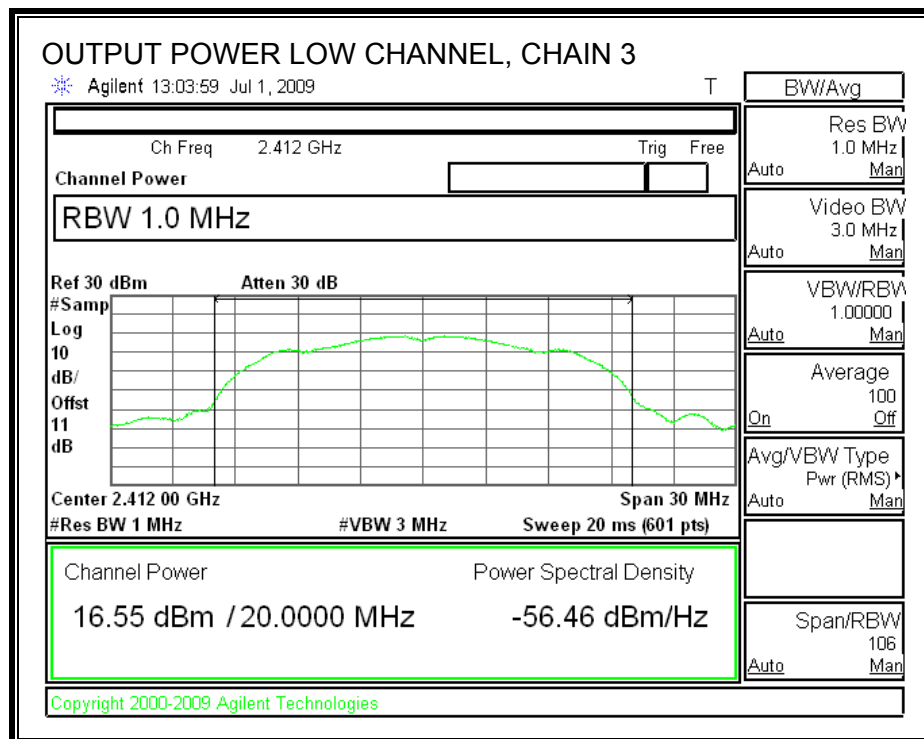 OUTPUT POWER LOW CHANNEL, CHAIN 3
Agilent 13:03:59 Jul 1, 2009 T
Ch Freq 2.412 GHz Trig Free
Channel Power
RBW 1.0 MHz
Ref 30 dBm Atten 30 dB
#Samp
Log
10
dB/
Offst
11
dB
Center 2.412 00 GHz Span 30 MHz
#Res BW 1 MHz #VBW 3 MHz Sweep 20 ms (601 pts)
Channel Power Power Spectral Density
16.55 dBm / 20.0000 MHz -56.46 dBm/Hz
Copyright 2000-2009 Agilent Technologies
BW/Avg
Res BW
1.0 MHz
Auto Man
Video BW
3.0 MHz
Auto Man
VBW/RBW
1.00000
Auto Man
Average
100
On Off
Avg/VBW Type
Pwr (RMS)
Auto Man
Span/RBW
106
Auto Man